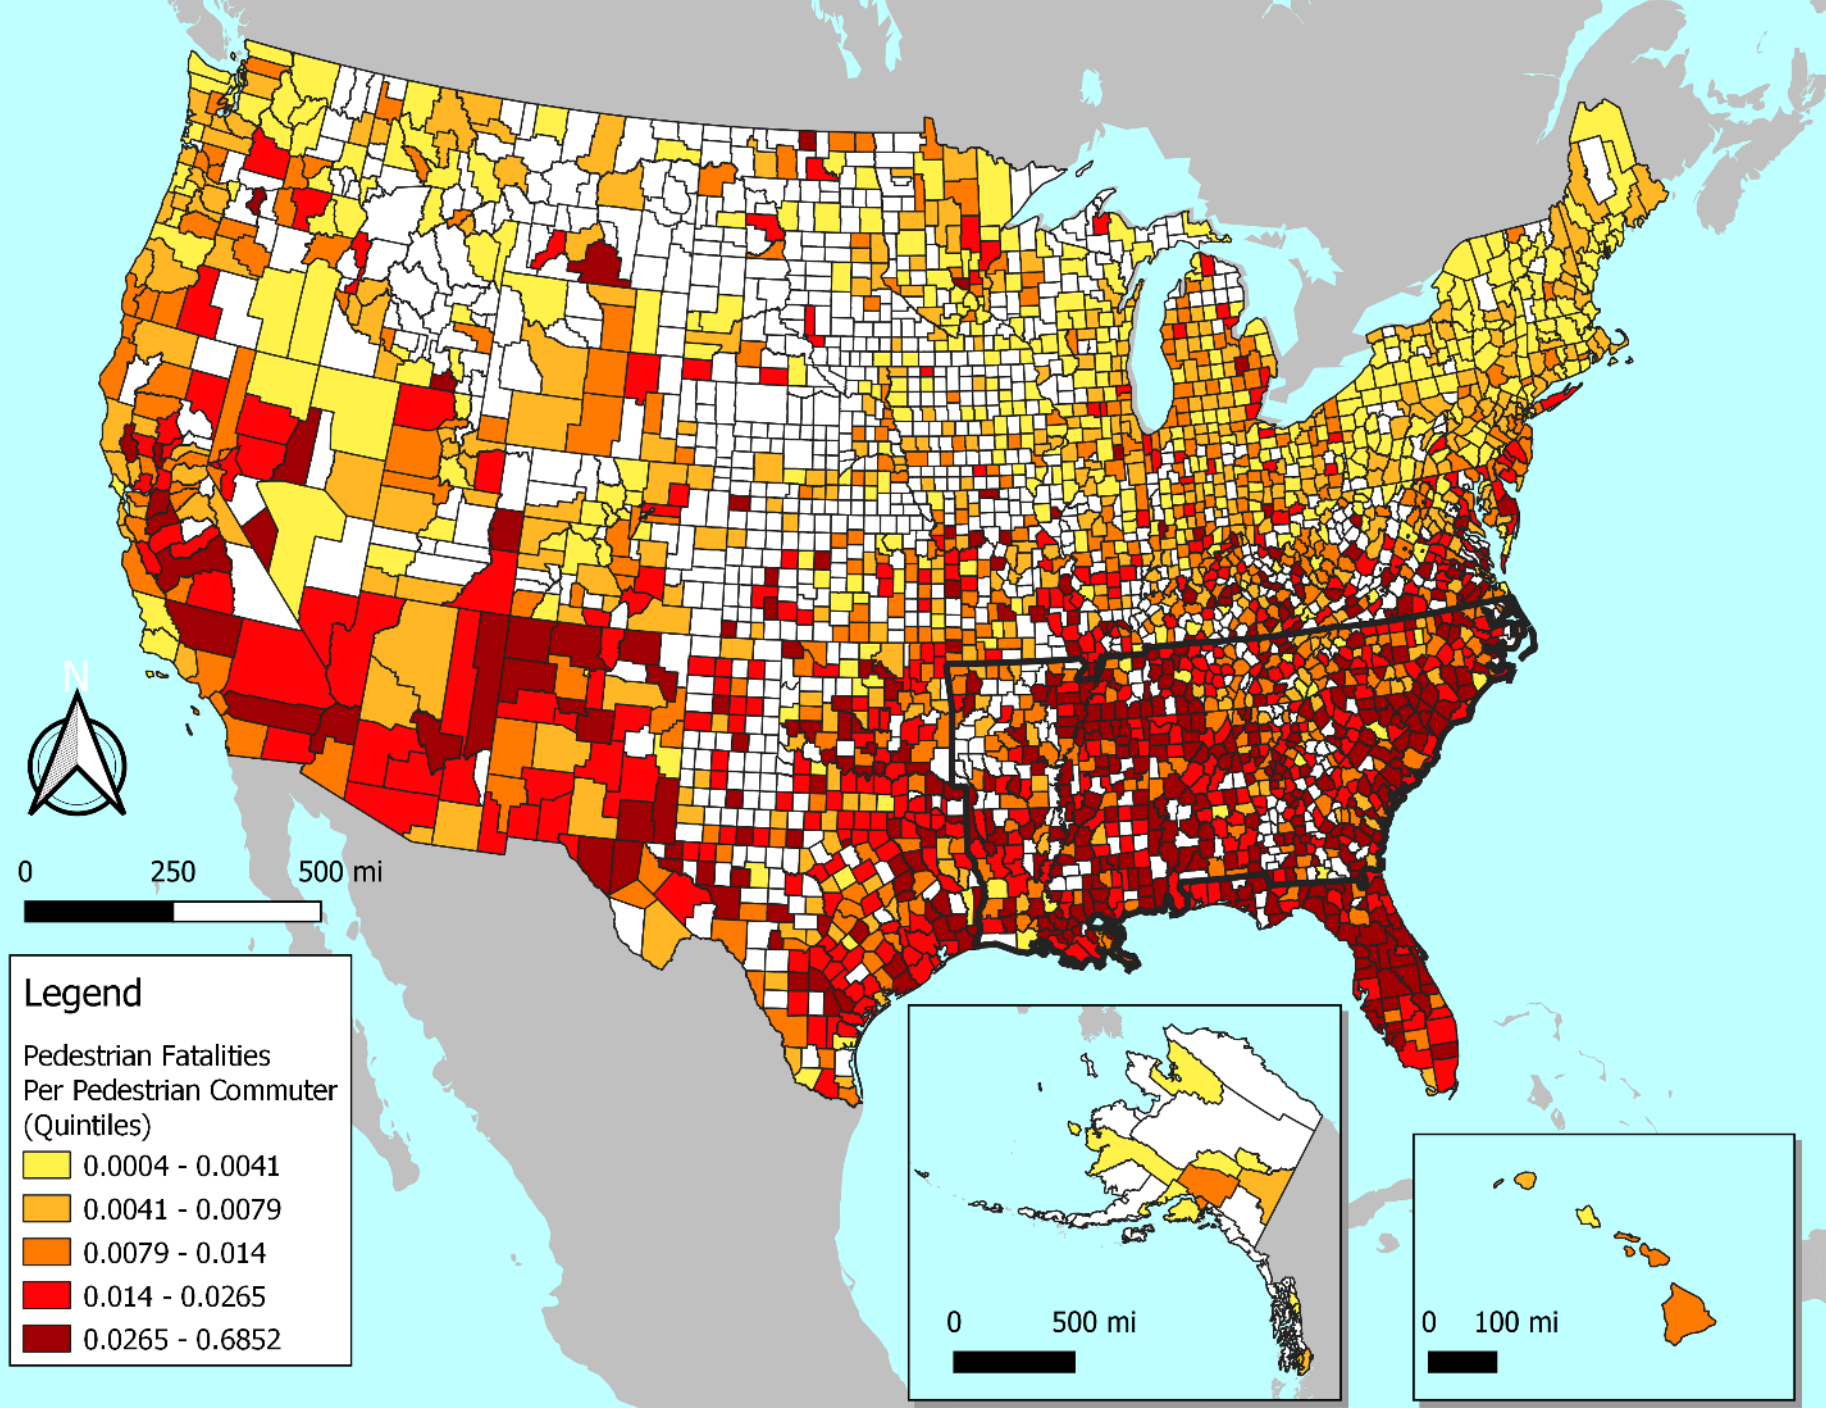 N
0 250 500 mi
Legend
Pedestrian Fatalities
Per Pedestrian Commuter
(Quintiles)
0.0004 - 0.0041
0.0041 - 0.0079
0.0079 - 0.014
0.014 - 0.0265
0.0265 - 0.6852
0 500 mi
0 100 mi